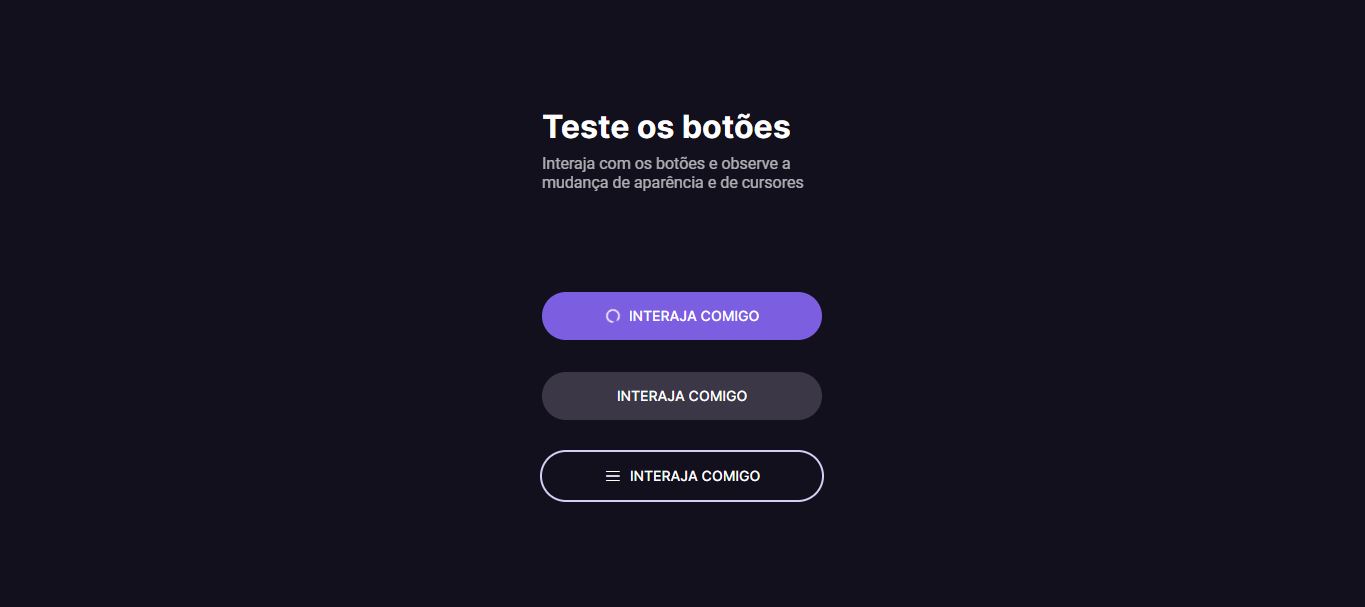 Teste os botões
Interaja com os botões e observe a
mudança de aparência e de cursores
INTERAJA COMIGO
INTERAJA COMIGO
INTERAJA COMIGO